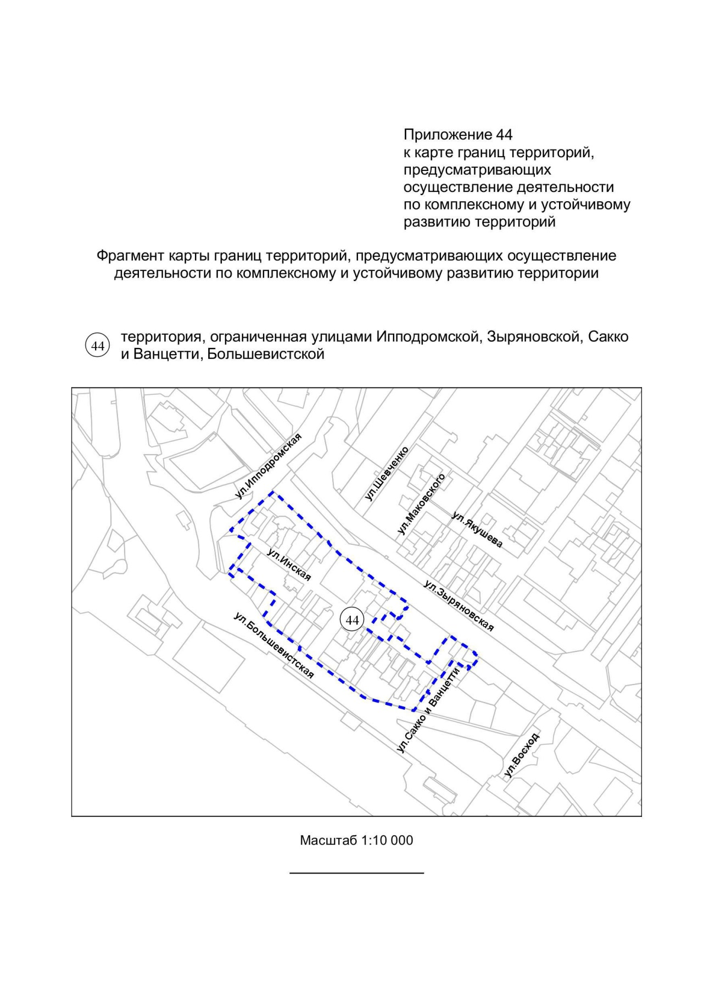 Приложение 44
к карте границ территорий,
предусматривающих
осуществление деятельности
по комплексному и устойчивому
развитию территорий
Фрагмент карты границ территорий, предусматривающих осуществление
деятельности по комплексному и устойчивому развитию территории
44
территория, ограниченная улицами Ипподромской, Зыряновской, Сакко
и Ванцетти, Большевистской
ул.Ипподромская
ул.Шевченко
ул.Маковского
ул.Якушева
ул.Инская
ул.Зыряновская
44
ул.Большевистская
ул.Сакко и Ванцетти
ул.Восход
Масштаб 1:10 000